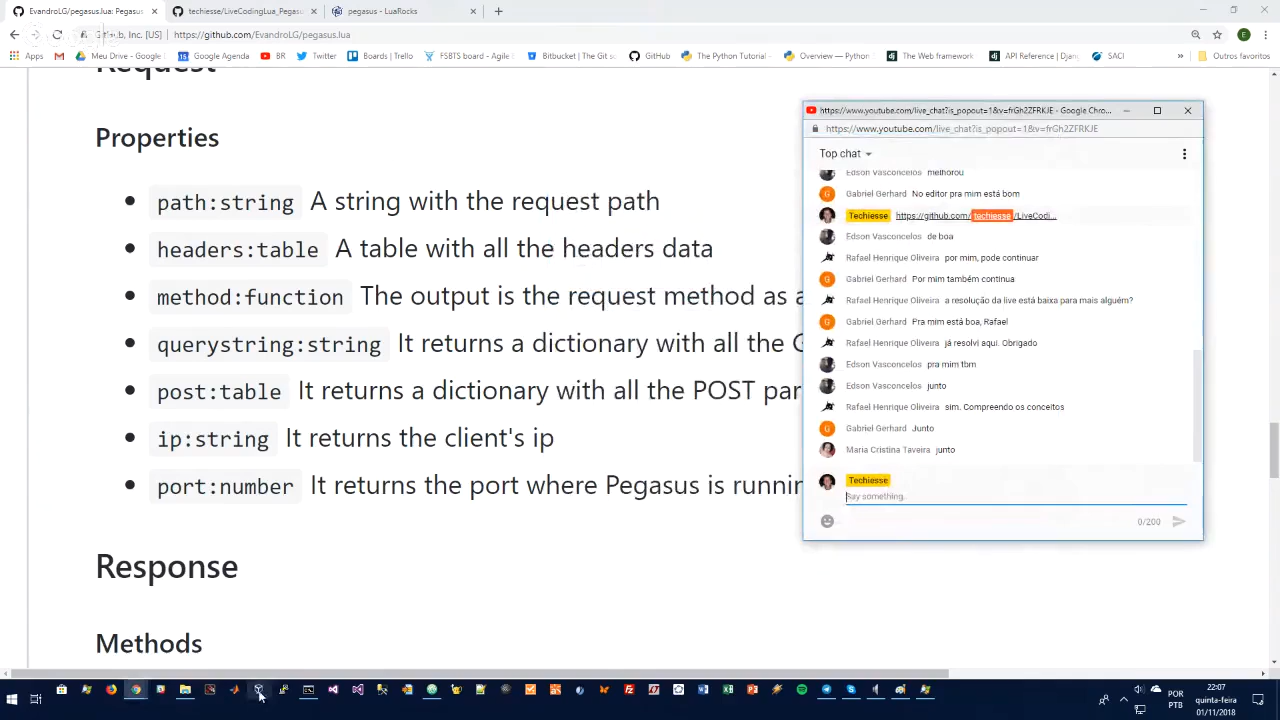 EvandroLG/pegasus.lua: Pegasus
techiesse/LiveCodingLua_Pegasu
pegasus - LuaRocks
b, Inc. [US] https://github.com/EvandroLG/pegasus.lua
Apps
Meu Drive - Google
Google Agenda
BR
Twitter
Boards | Trello
FSBTS board - Agile
Bitbucket | The Git s
GitHub
The Python Tutorial -
Overview — Python
The Web framework
API Reference | Djan
SACI
»
Outros favoritos
Request
Properties
path:string A string with the request path
headers:table A table with all the headers data
method:function The output is the request method as a
querystring:string It returns a dictionary with all the G
post:table It returns a dictionary with all the POST par
ip:string It returns the client's ip
port:number It returns the port where Pegasus is runnin
Response
Methods
https://www.youtube.com/live_chat?is_popout=1&v=frGh2ZFRKJE - Google Chro...
https://www.youtube.com/live_chat?is_popout=1&v=frGh2ZFRKJE
Top chat
Edson Vasconcelos melhorou
Gabriel Gerhard No editor pra mim está bom
Techiesse https://github.com/techiesse/LiveCodi...
Edson Vasconcelos de boa
Rafael Henrique Oliveira por mim, pode continuar
Gabriel Gerhard Por mim também continua
Rafael Henrique Oliveira a resolução da live está baixa para mais alguém?
Gabriel Gerhard Pra mim está boa, Rafael
Rafael Henrique Oliveira já resolvi aqui. Obrigado
Edson Vasconcelos pra mim tbm
Edson Vasconcelos junto
Rafael Henrique Oliveira sim. Compreendo os conceitos
Gabriel Gerhard Junto
Maria Cristina Taveira junto
Techiesse
Say something...
0/200
POR
PTB
22:07
quinta-feira
01/11/2018